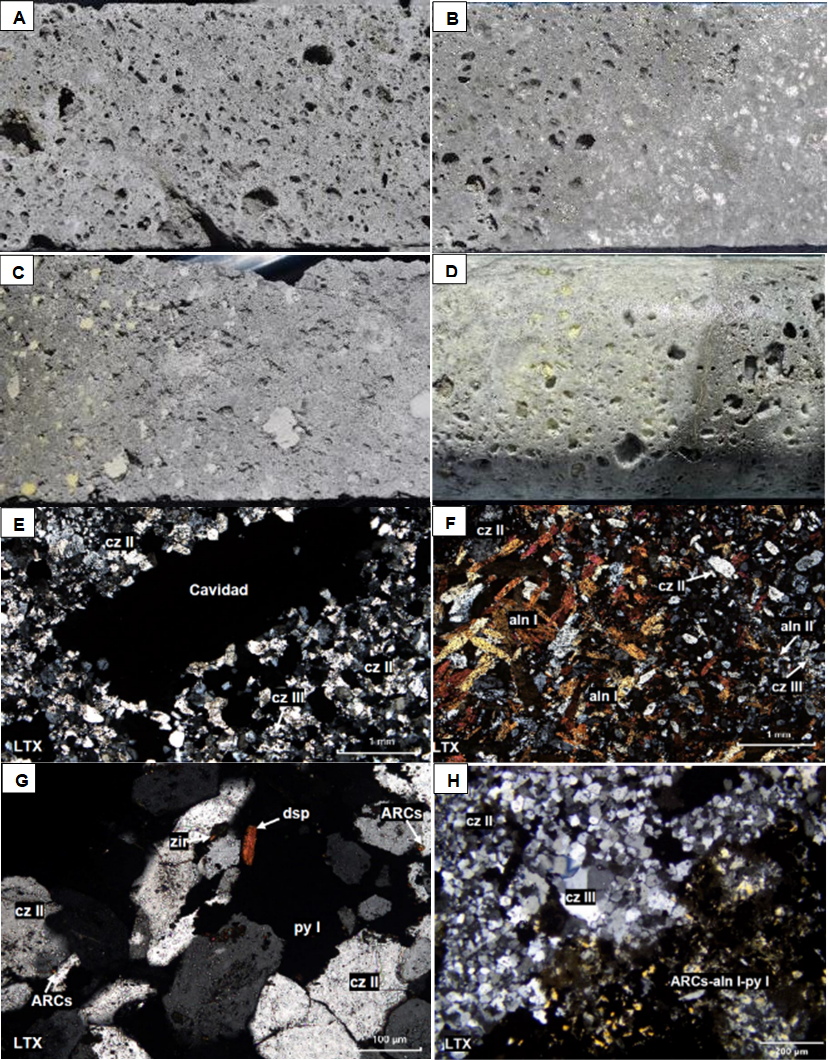 A
B
C
D
E
cz II
Cavidad
cz II
cz III
LTX
1 mm
F
cz II
cz II
aln I
aln II
aln I
cz III
LTX
1 mm
G
dsp
ARCs
zir
cz II
py I
ARCs
cz II
LTX
100 µm
H
cz II
cz III
ARCs-aln I-py I
LTX
200 µm